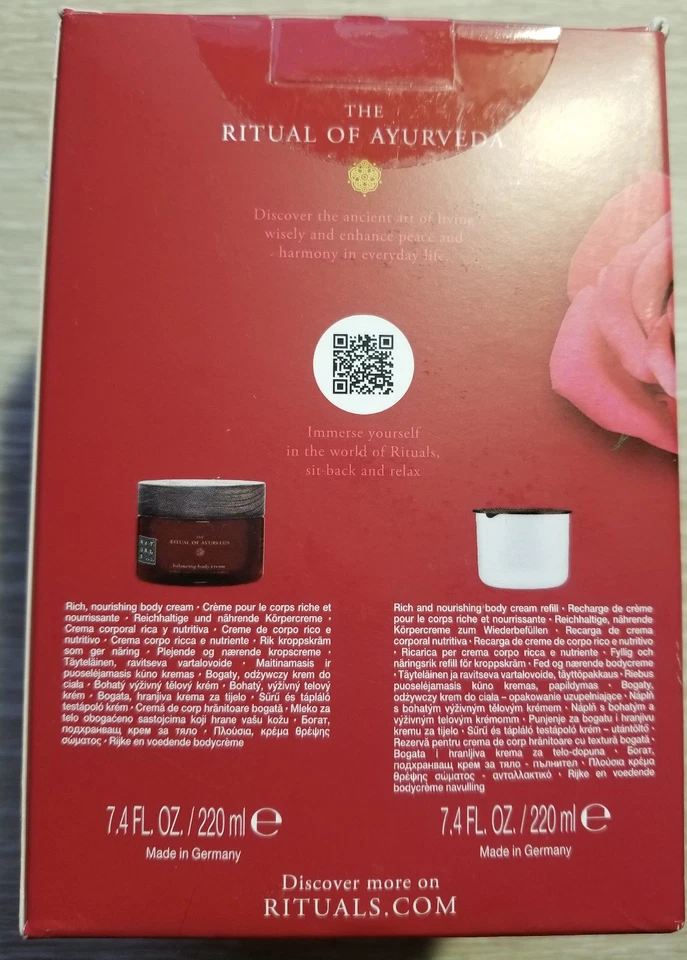 THE
RITUAL OF AYURVEDA
Discover the ancient art of living
wisely and enhance peace and
harmony in everyday life.
Immerse yourself
in the world of Rituals,
sit back and relax
THE
RITUAL OF AYURVEDA
balancing body cream
Rich, nourishing body cream • Crème pour le corps riche et
nourrissante • Reichhaltige und nährende Körpercreme •
Crema corporal rica y nutritiva • Creme de corpo rico e
nutritivo • Crema corpo ricca e nutriente • Rik kroppskräm
som ger näring • Plejende og nærende kropscreme •
Täyteläinen, ravitseva vartalovoide • Maitinamasis ir
puoselėjamasis kūno kremas • Bogaty, odżywczy krem do
ciała • Bohatý výživný tělový krém • Bohatý, výživný telový
krém • Bogata, hranjiva krema za tijelo • Sűrű és tápláló
testápoló krém • Cremă de corp hrănitoare bogată • Mleko za
telo obogaćeno sastojcima koji hrane vašu kožu • Богат,
подхранващ крем за тяло • Πλούσια, κρέμα θρέψης
σώματος • Rijke en voedende bodycrème
7,4 FL. OZ. / 220 ml ℮
Made in Germany
Rich and nourishing body cream refill • Recharge de crème
pour le corps riche et nourrissante • Reichhaltige, nährende
Körpercreme zum Wiederbefüllen • Recarga de crema
corporal nutritiva • Recarga de creme de corpo rico e nutritivo
• Ricarica per crema corpo ricca e nutriente • Fyllig och
näringsrik refill för kroppskräm • Fed og nærende bodycreme
• Täyteläinen ja ravitseva vartalovoide, täyttöpakkaus • Riebus
puoselėjamasis kūno kremas, papildymas • Bogaty,
odżywczy krem do ciała – opakowanie uzupełniające • Náplň
s bohatým výživným tělovým krémem • Náplň s bohatým a
výživným telovým krémomm • Punjenje za bogatu i hranjivu
kremu za tijelo • Sűrű és tápláló testápoló krém – utántöltő •
Rezervă pentru crema de corp hrănitoare cu textură bogată •
Bogata i hranljiva krema za telo-dopuna • Богат,
подхранващ крем за тяло - пълнител • Πλούσια κρέμα
θρέψης σώματος - ανταλλακτικό • Rijke en voedende
bodycrème navulling
7,4 FL. OZ. / 220 ml ℮
Made in Germany
Discover more on
RITUALS.COM